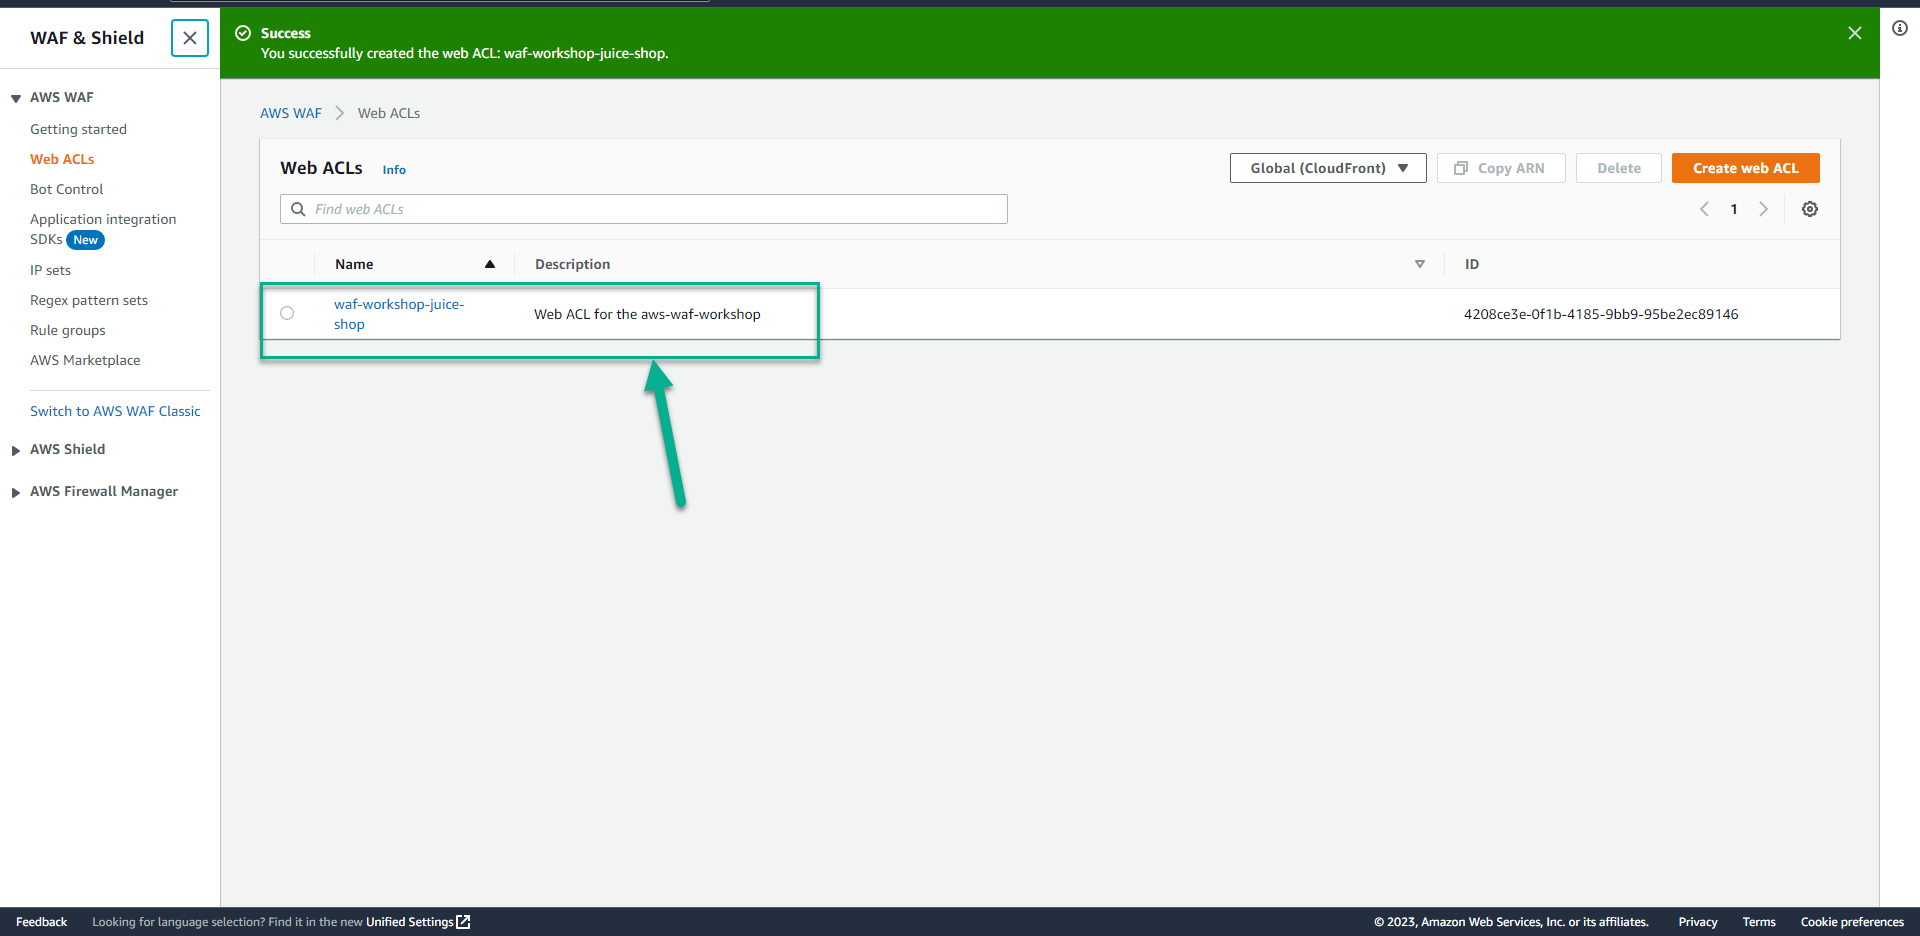 WAF & Shield
AWS WAF
Getting started
Web ACLs
Bot Control
Application integration
SDKs New
IP sets
Regex pattern sets
Rule groups
AWS Marketplace
Switch to AWS WAF Classic
AWS Shield
AWS Firewall Manager
Success
You successfully created the web ACL: waf-workshop-juice-shop.
AWS WAF Web ACLs
Web ACLs Info
Global (CloudFront) Copy ARN Delete Create web ACL
Find web ACLs
1
Name Description ID
waf-workshop-juice-
shop
Web ACL for the aws-waf-workshop
4208ce3e-0f1b-4185-9bb9-95be2ec89146
Feedback Looking for language selection? Find it in the new Unified Settings
© 2023, Amazon Web Services, Inc. or its affiliates. Privacy Terms Cookie preferences